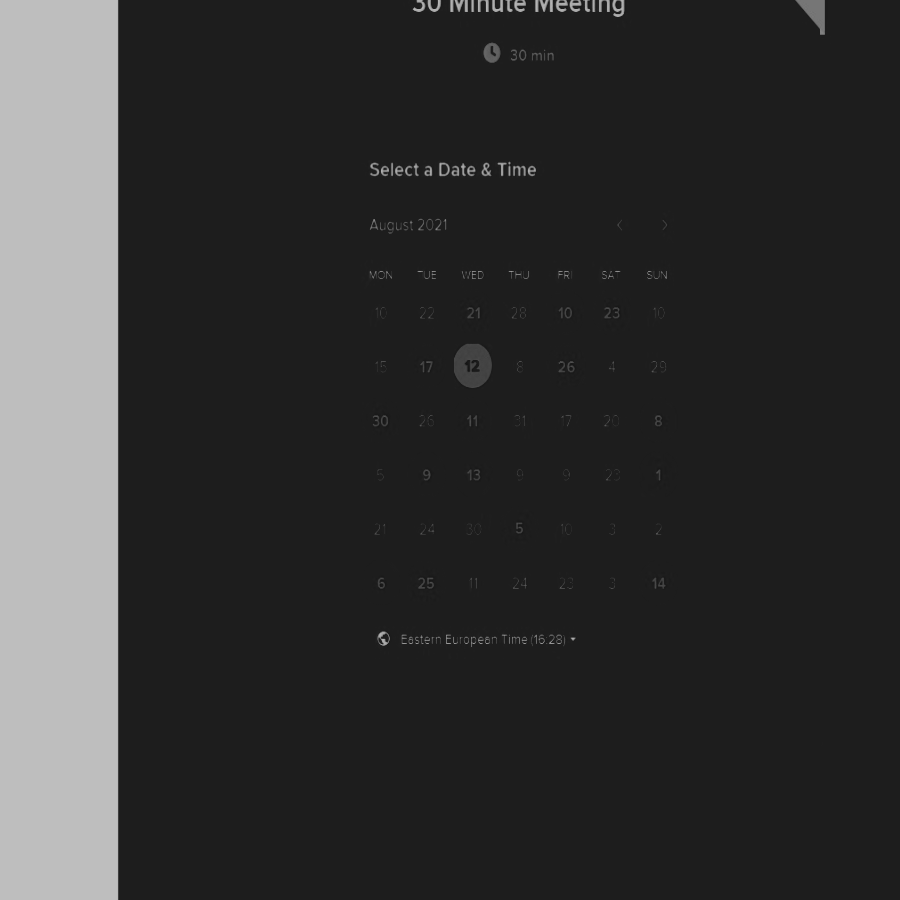 30 Minute Meeting
30 min
Select a Date & Time
August 2021
MON TUE WED THU FRI SAT SUN
10 22 21 28 10 23 10
15 17 12 8 26 4 29
30 26 11 31 17 20 8
5 9 13 9 9 23 1
21 24 30 5 10 3 2
6 25 11 24 23 3 14
Eastern European Time (16:28)